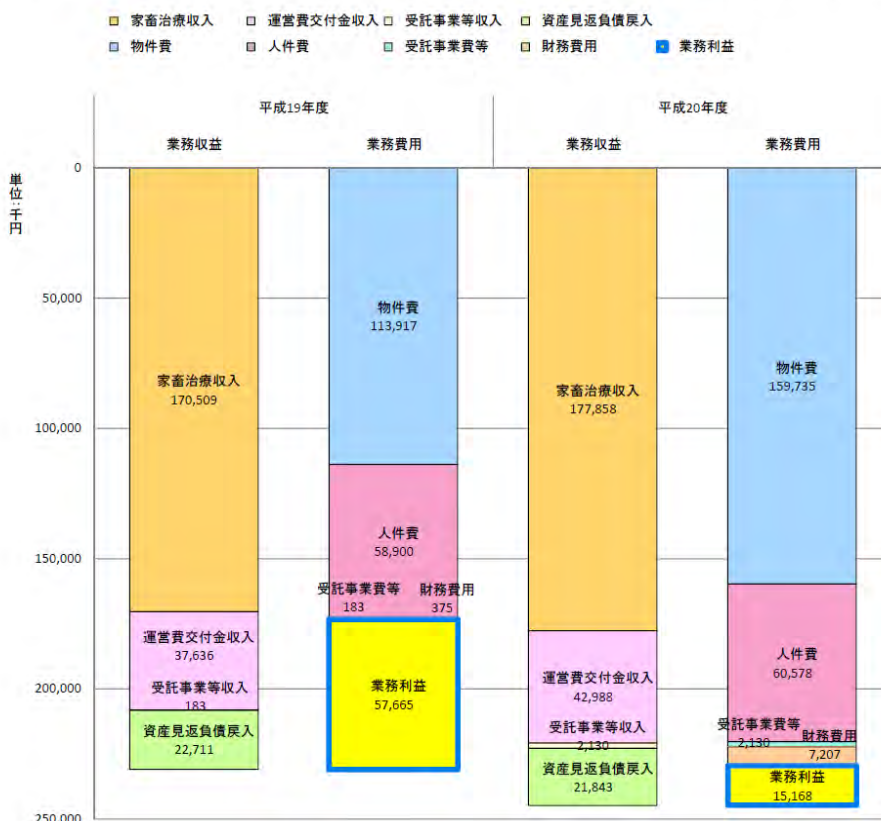 家畜治療収入 運営費交付金収入 受託事業等収入 資産見返負債戻入
物件費 人件費 受託事業費等 財務費用 業務利益
平成19年度 平成20年度
業務収益 業務費用 業務収益 業務費用
単位:千円
0
50,000
100,000
150,000
200,000
250,000
家畜治療収入
170,509
運営費交付金収入
37,636
受託事業等収入
183
資産見返負債戻入
22,711
物件費
113,917
人件費
58,900
受託事業費等
183
財務費用
375
業務利益
57,665
家畜治療収入
177,858
運営費交付金収入
42,988
受託事業等収入
2,130
資産見返負債戻入
21,843
物件費
159,735
人件費
60,578
受託事業費等
2,130
財務費用
7,207
業務利益
15,168